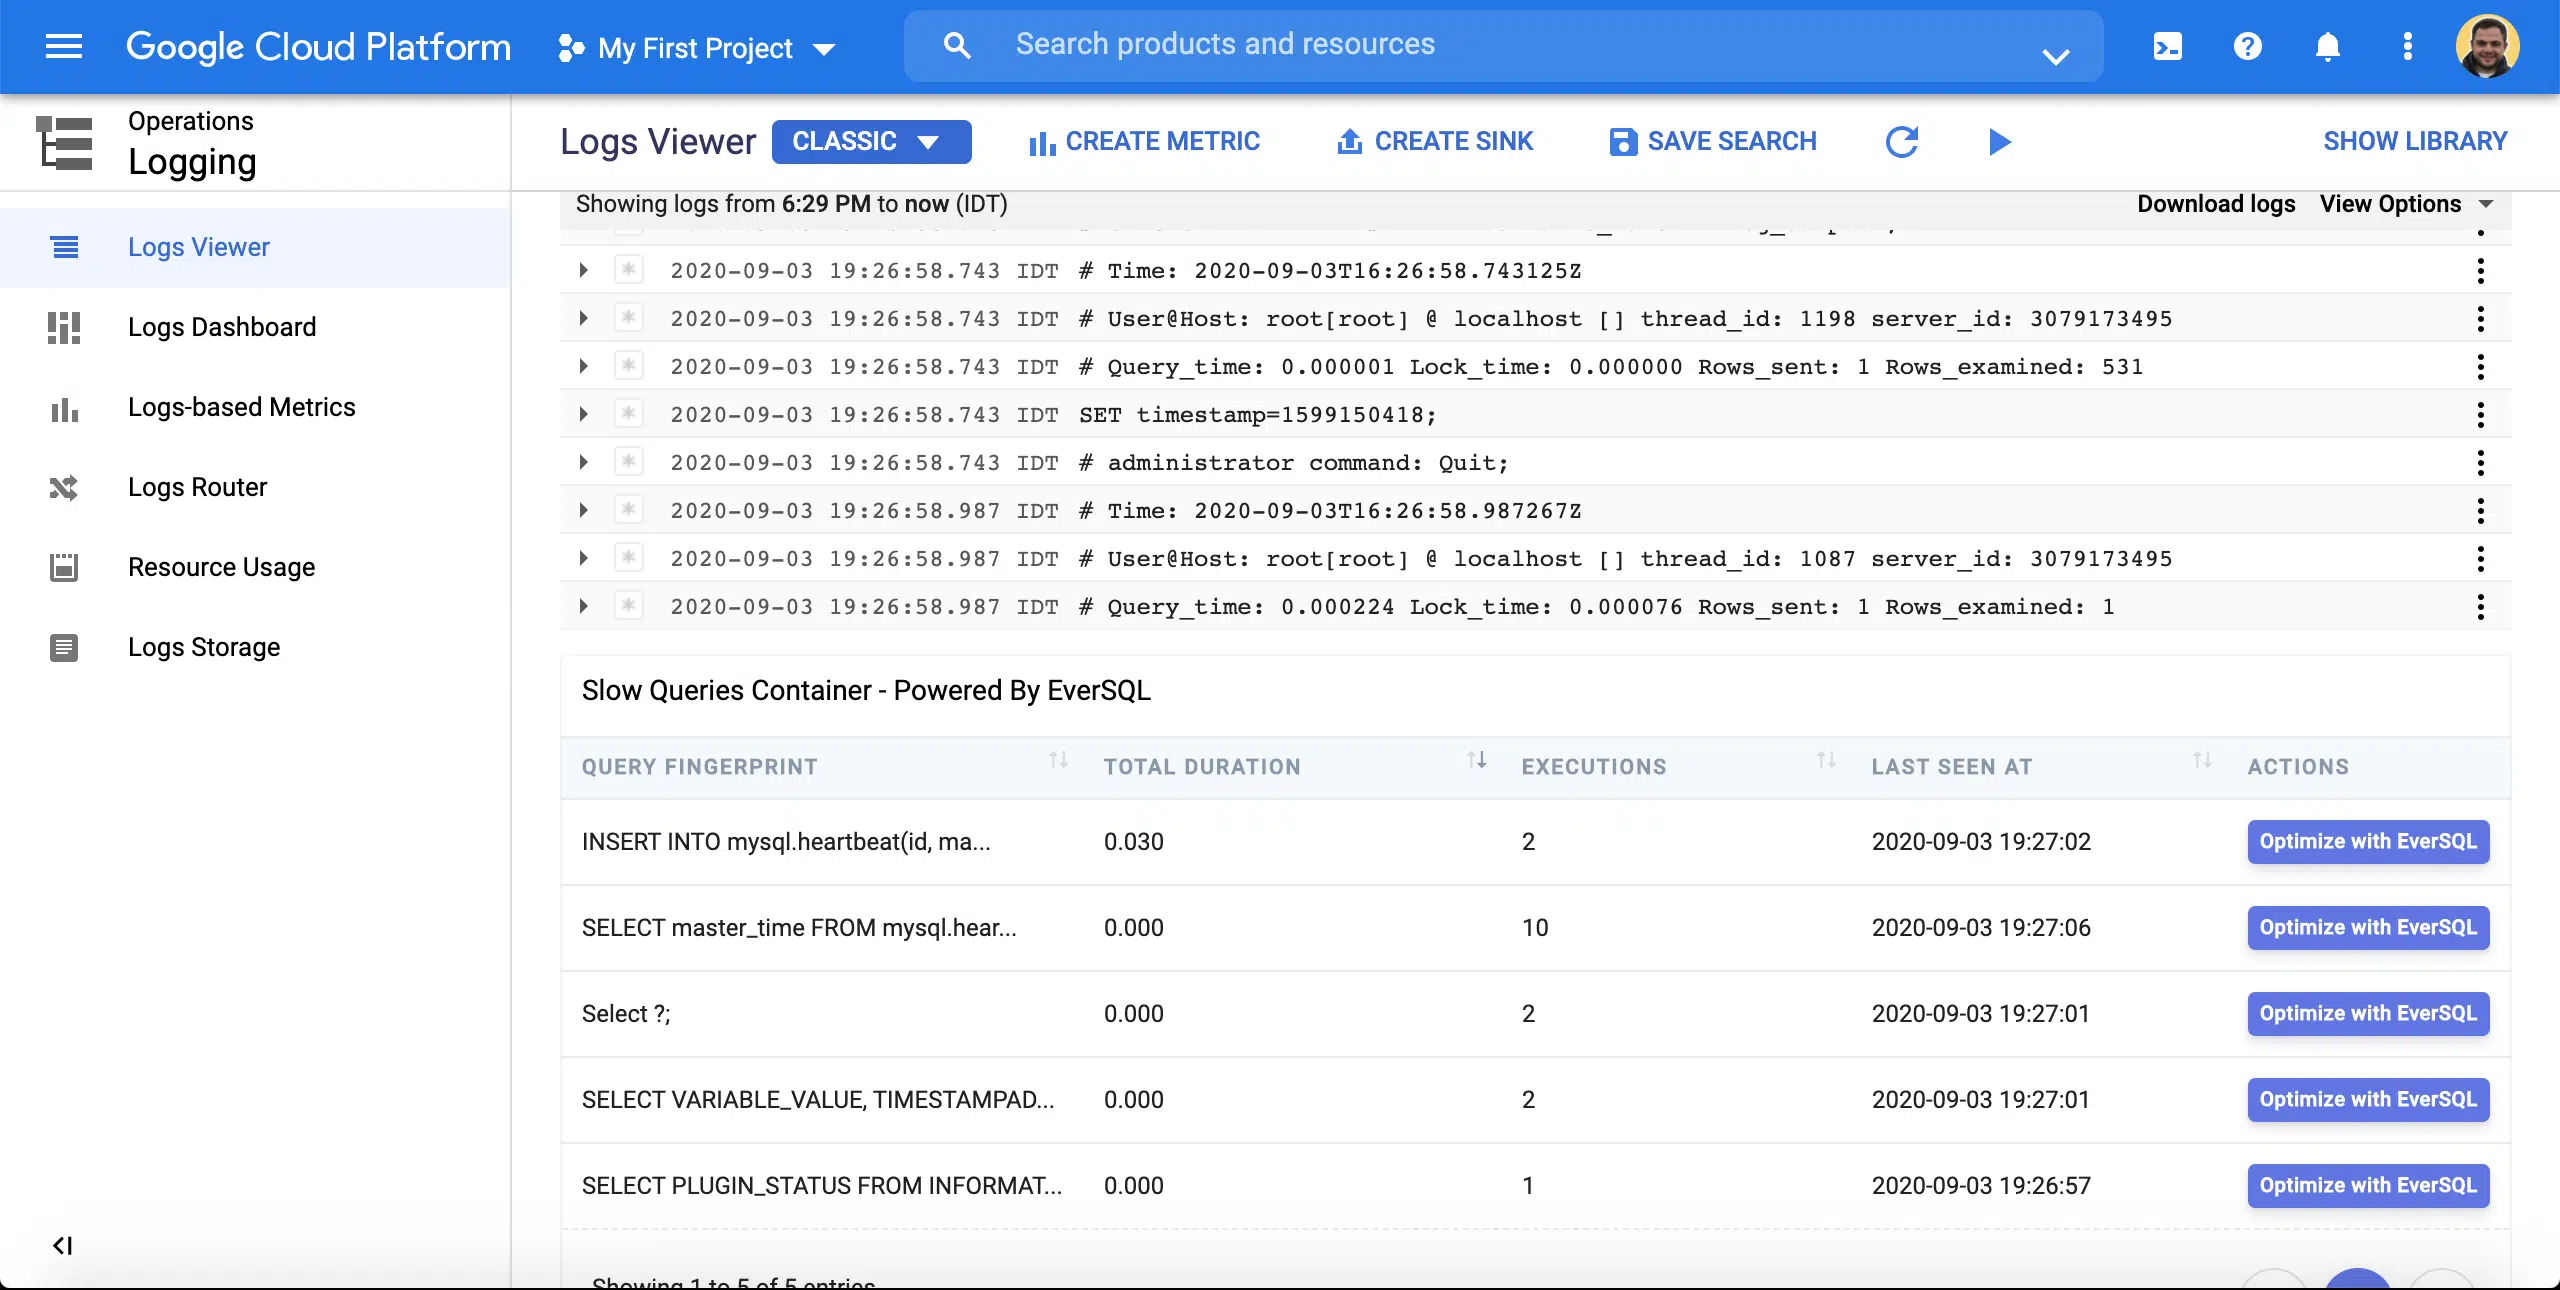 Google Cloud Platform My First Project Search products and resources
Operations
Logging
Logs Viewer CLASSIC CREATE METRIC CREATE SINK SAVE SEARCH SHOW LIBRARY
Logs Viewer
Logs Dashboard
Logs-based Metrics
Logs Router
Resource Usage
Logs Storage
Showing logs from 6:29 PM to now (IDT) Download logs View Options
2020-09-03 19:26:58.743 IDT # Time: 2020-09-03T16:26:58.743125Z
2020-09-03 19:26:58.743 IDT # User@Host: root[root] @ localhost [] thread_id: 1198 server_id: 3079173495
2020-09-03 19:26:58.743 IDT # Query_time: 0.000001 Lock_time: 0.000000 Rows_sent: 1 Rows_examined: 531
2020-09-03 19:26:58.743 IDT SET timestamp=1599150418;
2020-09-03 19:26:58.743 IDT # administrator command: Quit;
2020-09-03 19:26:58.987 IDT # Time: 2020-09-03T16:26:58.987267Z
2020-09-03 19:26:58.987 IDT # User@Host: root[root] @ localhost [] thread_id: 1087 server_id: 3079173495
2020-09-03 19:26:58.987 IDT # Query_time: 0.000224 Lock_time: 0.000076 Rows_sent: 1 Rows_examined: 1
Slow Queries Container - Powered By EverSQL
QUERY FINGERPRINT TOTAL DURATION EXECUTIONS LAST SEEN AT ACTIONS
INSERT INTO mysql.heartbeat(id, ma... 0.030 2 2020-09-03 19:27:02 Optimize with EverSQL
SELECT master_time FROM mysql.hear... 0.000 10 2020-09-03 19:27:06 Optimize with EverSQL
Select ?; 0.000 2 2020-09-03 19:27:01 Optimize with EverSQL
SELECT VARIABLE_VALUE, TIMESTAMPAD... 0.000 2 2020-09-03 19:27:01 Optimize with EverSQL
SELECT PLUGIN_STATUS FROM INFORMAT... 0.000 1 2020-09-03 19:26:57 Optimize with EverSQL
Showing 1 to 5 of 5 entries